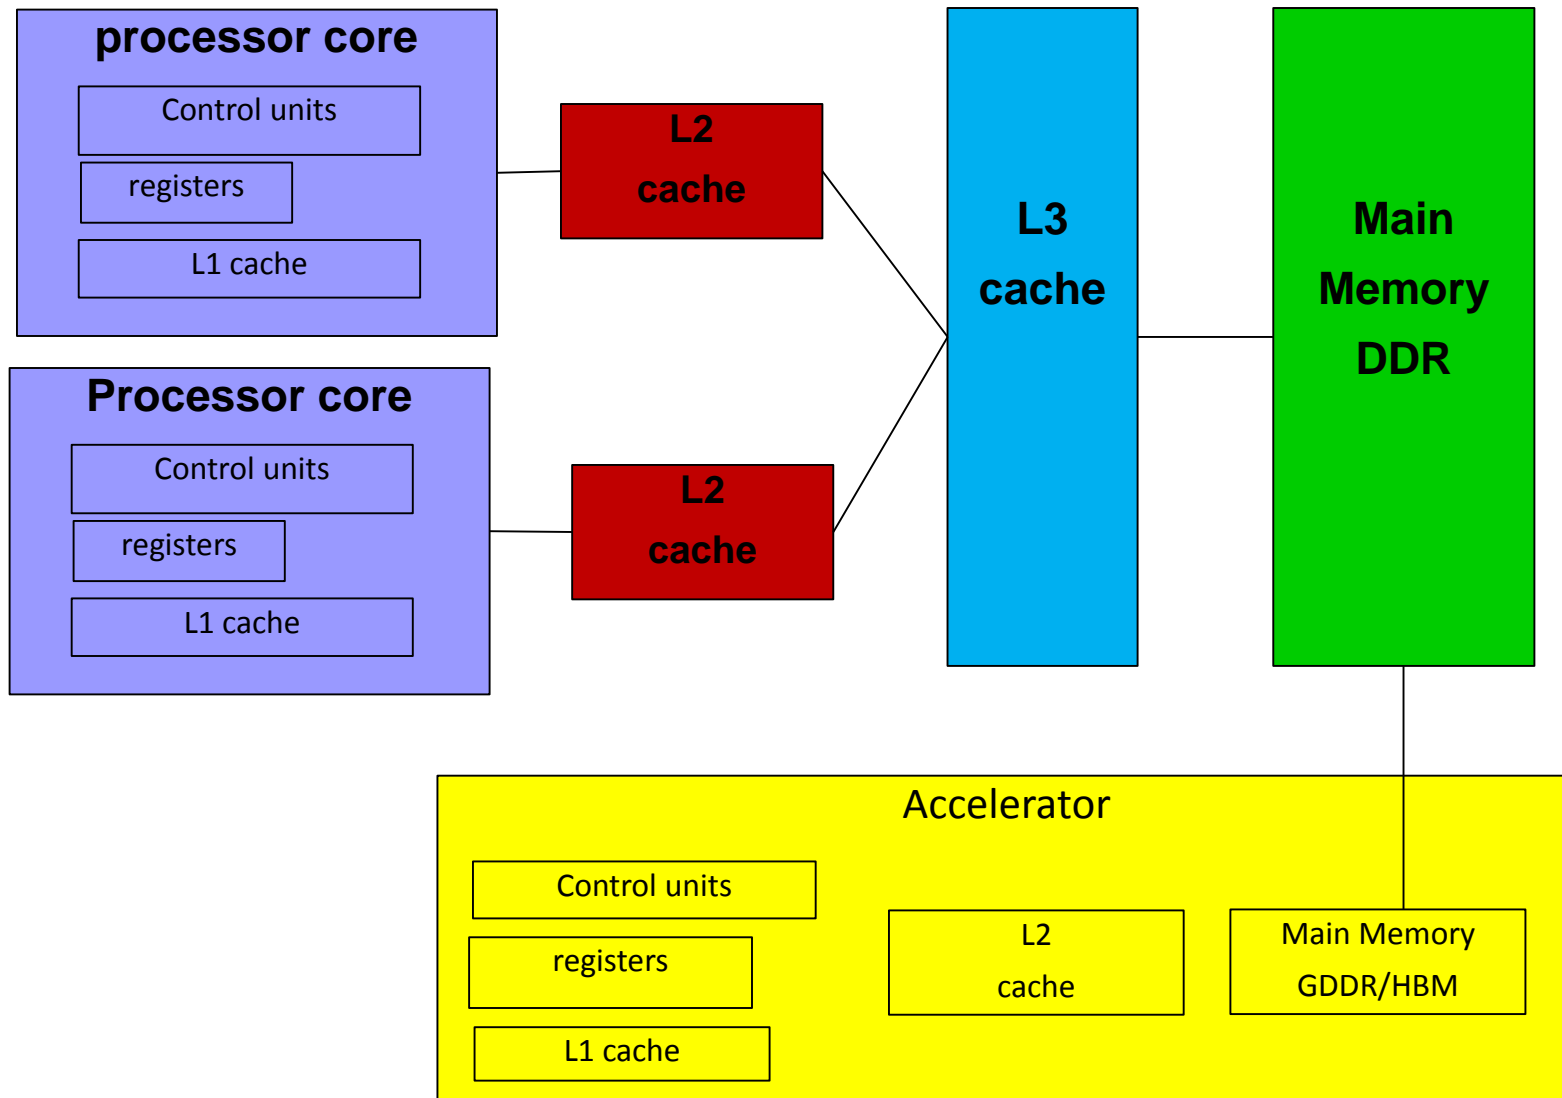 processor core
Control units
registers
L1 cache
L2
cache
L3
cache
Main
Memory
DDR
Processor core
Control units
registers
L1 cache
L2
cache
Accelerator
Control units
registers
L1 cache
L2
cache
Main Memory
GDDR/HBM